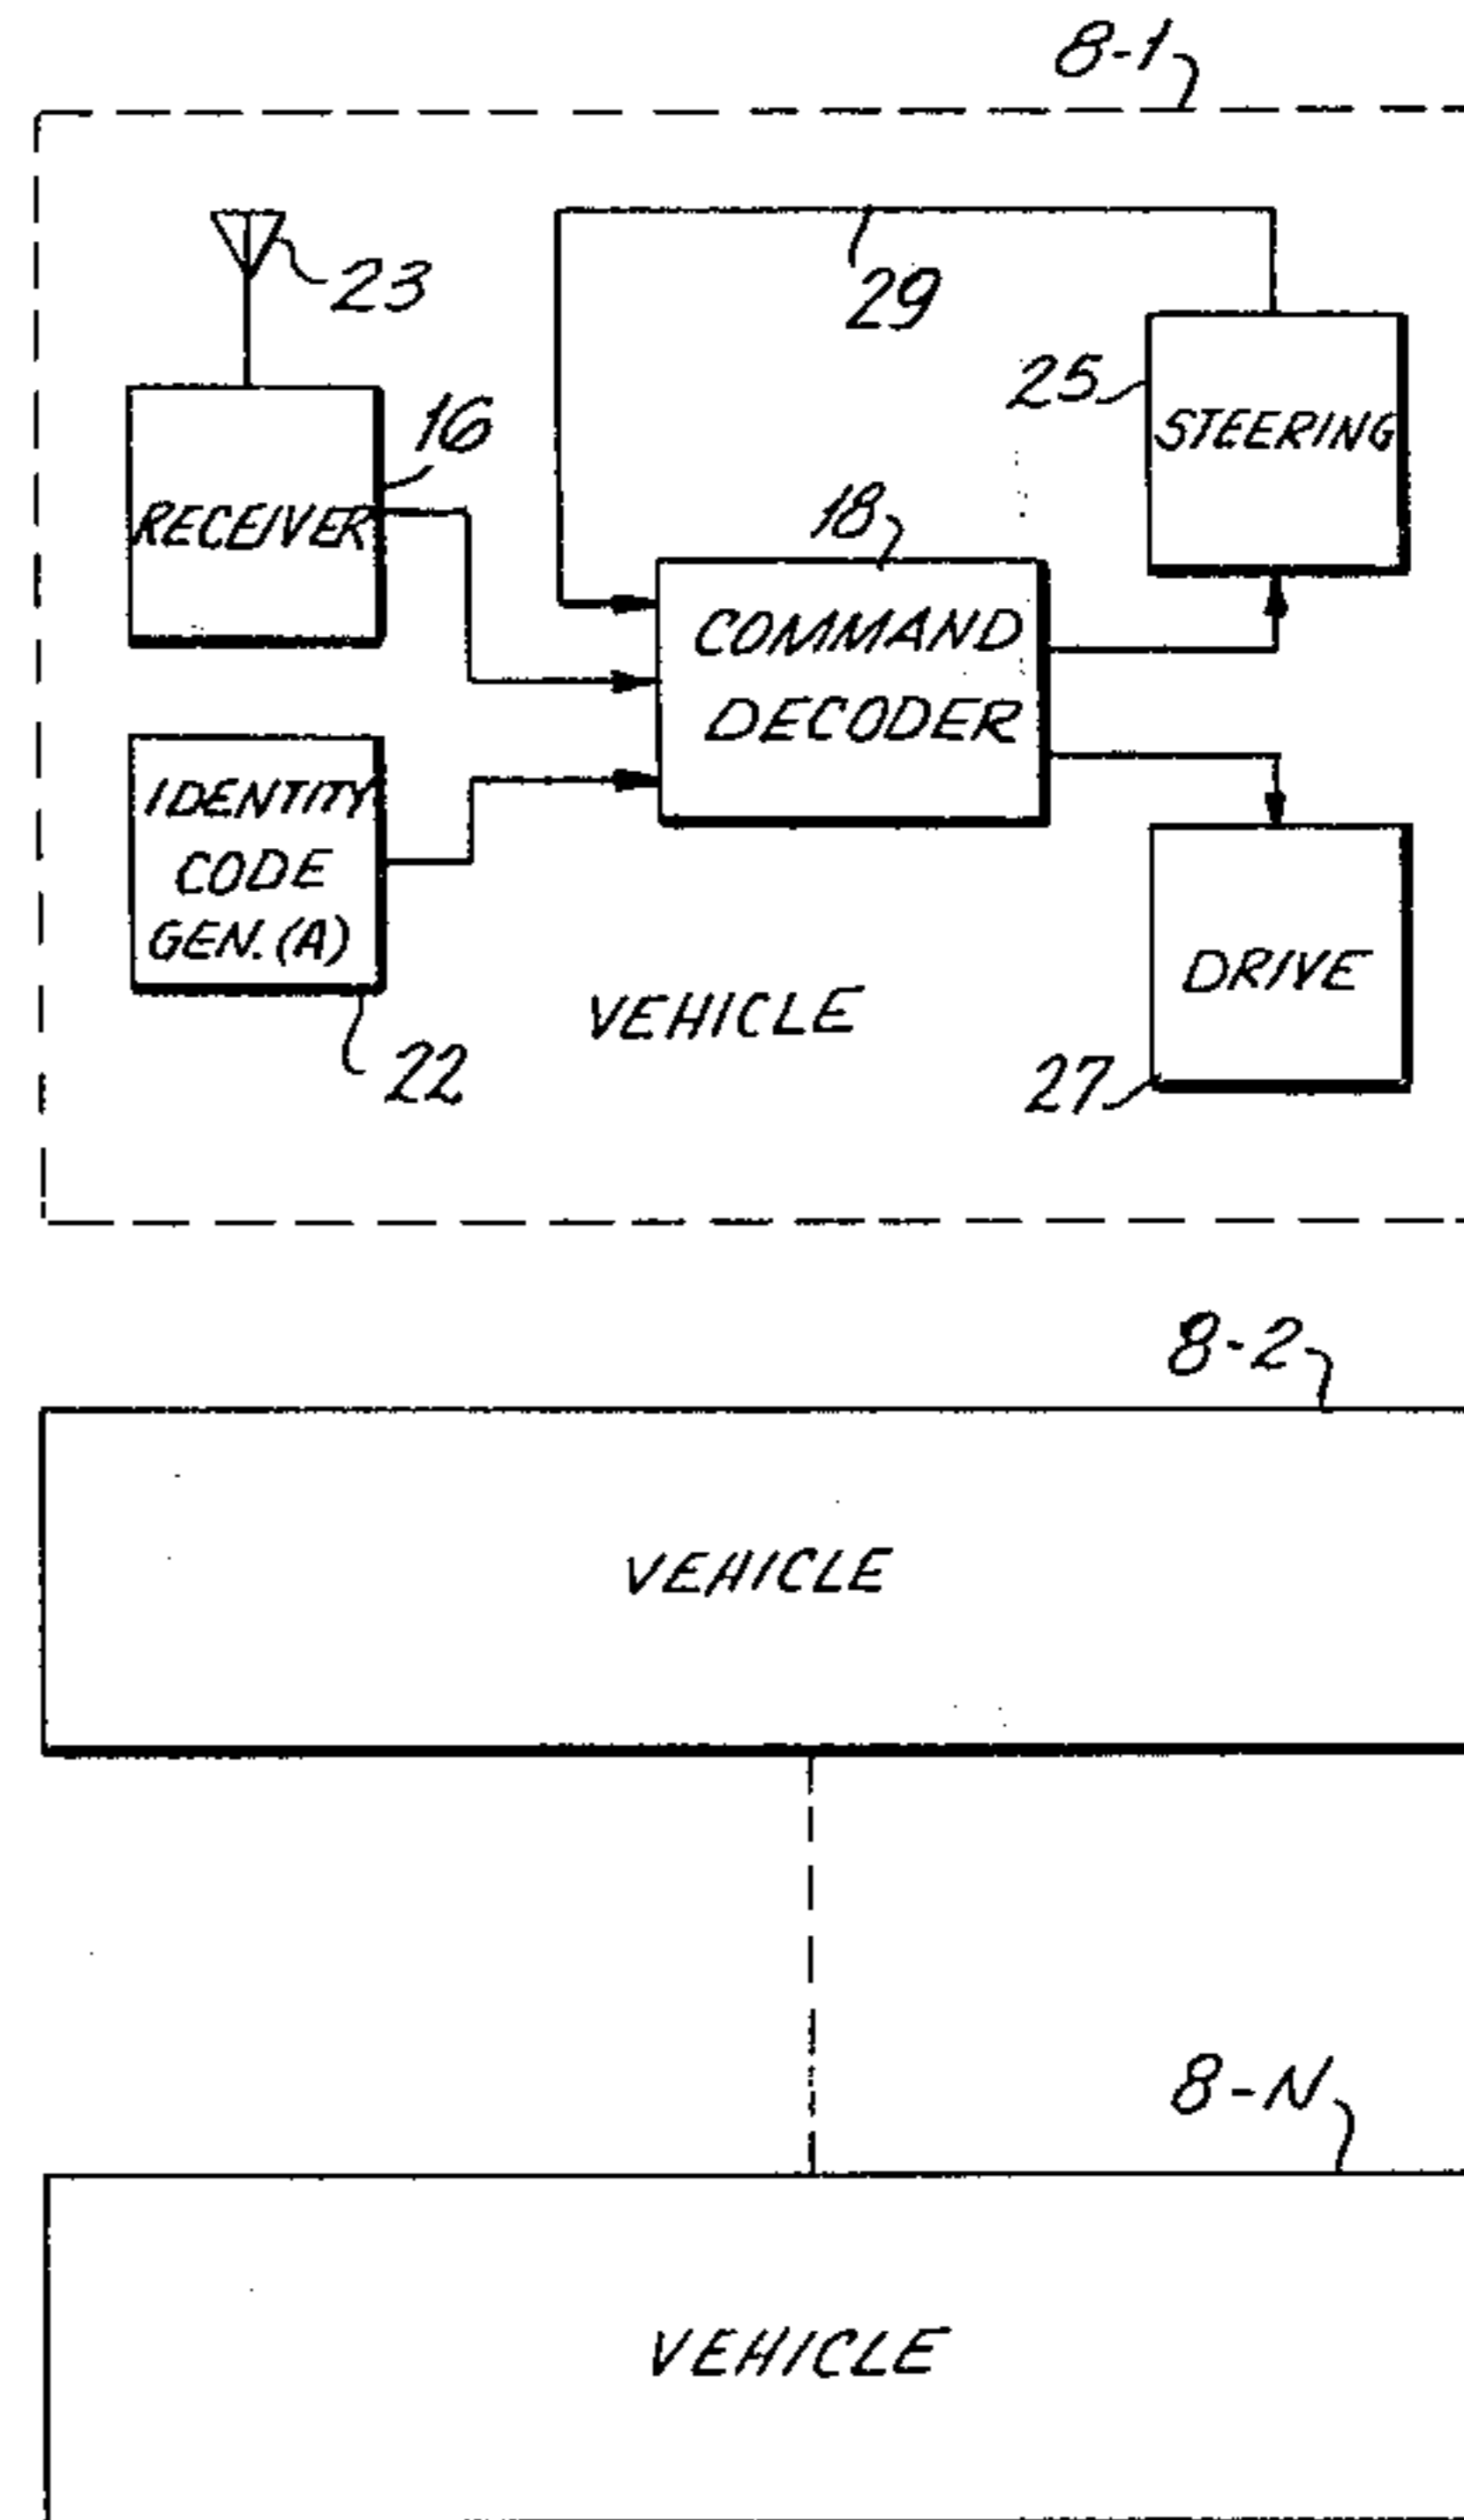 8-1
23
29
25
STEERING
16
RECEIVER
18
COMMAND
DECODER
IDENTITY
CODE
GEN.(A)
DRIVE
VEHICLE
22
27
8-2
VEHICLE
8-N
VEHICLE